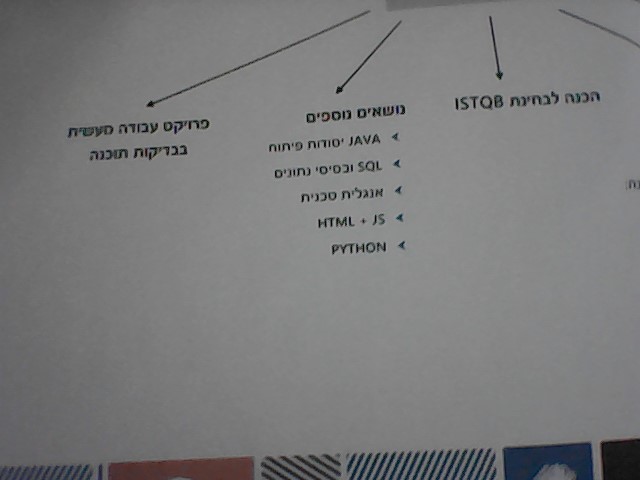 הכנה לבחינת ISTQB
נושאים נוספים
JAVA יסודות פיתוח
SQL ובסיסי נתונים
אנגלית טכנית
HTML + JS
PYTHON
פרויקט עבודה מעשית
בבדיקות תוכנה